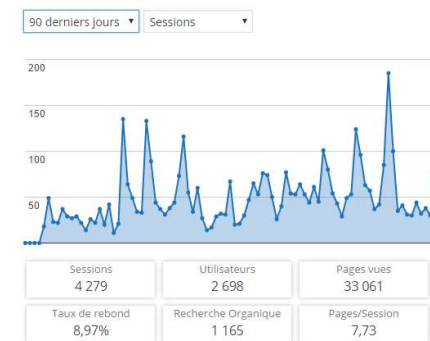 90 derniers jours Sessions
200
150
100
50
Sessions Utilisateurs Pages vues
4 279 2 698 33 061
Taux de rebond Recherche Organique Pages/Session
8,97% 1 165 7,73